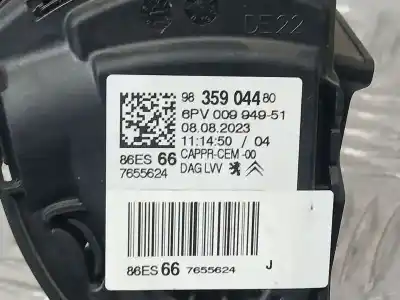 DE22
98 359 044 80
6PV 009 949-51
08.08.2023
11:14:50 / 04
86ES 66 CAPPR-CEM -00
7655624 DAG LVV
86ES 66 7655624 J